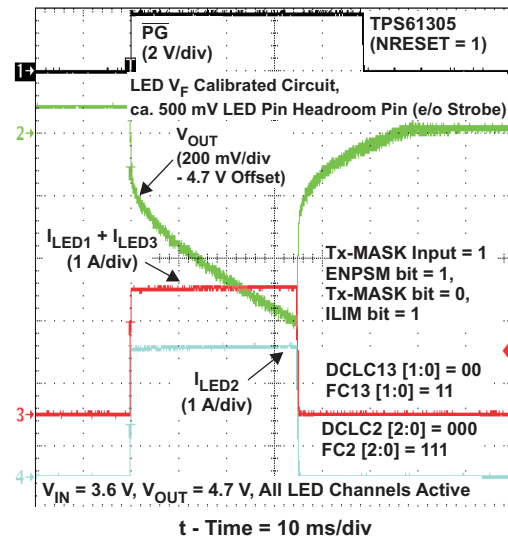 PG
(2 V/div)
TPS61305
(NRESET = 1)
1
T
LED VF Calibrated Circuit,
ca. 500 mV LED Pin Headroom Pin (e/o Strobe)
2
VOUT
(200 mV/div
- 4.7 V Offset)
ILED1 + ILED3
(1 A/div)
Tx-MASK Input = 1
ENPSM bit = 1,
Tx-MASK bit = 0,
ILIM bit = 1
ILED2
(1 A/div)
DCLC13 [1:0] = 00
FC13 [1:0] = 11
3
DCLC2 [2:0] = 000
FC2 [2:0] = 111
4
VIN = 3.6 V, VOUT = 4.7 V, All LED Channels Active
t - Time = 10 ms/div